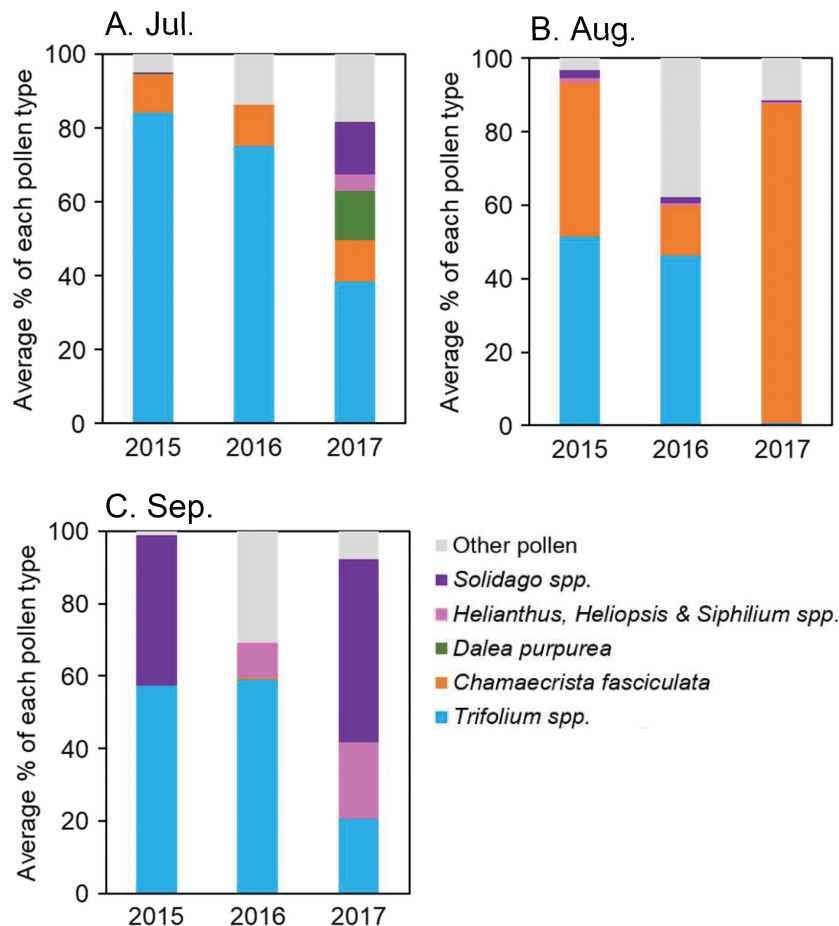 A. Jul.
Average % of each pollen type
100
80
60
40
20
0
2015 2016 2017
B. Aug.
Average % of each pollen type
100
80
60
40
20
0
2015 2016 2017
C. Sep.
Average % of each pollen type
100
80
60
40
20
0
2015 2016 2017
Other pollen
Solidago spp.
Helianthus, Heliopsis & Siphilium spp.
Dalea purpurea
Chamaecrista fasciculata
Trifolium spp.